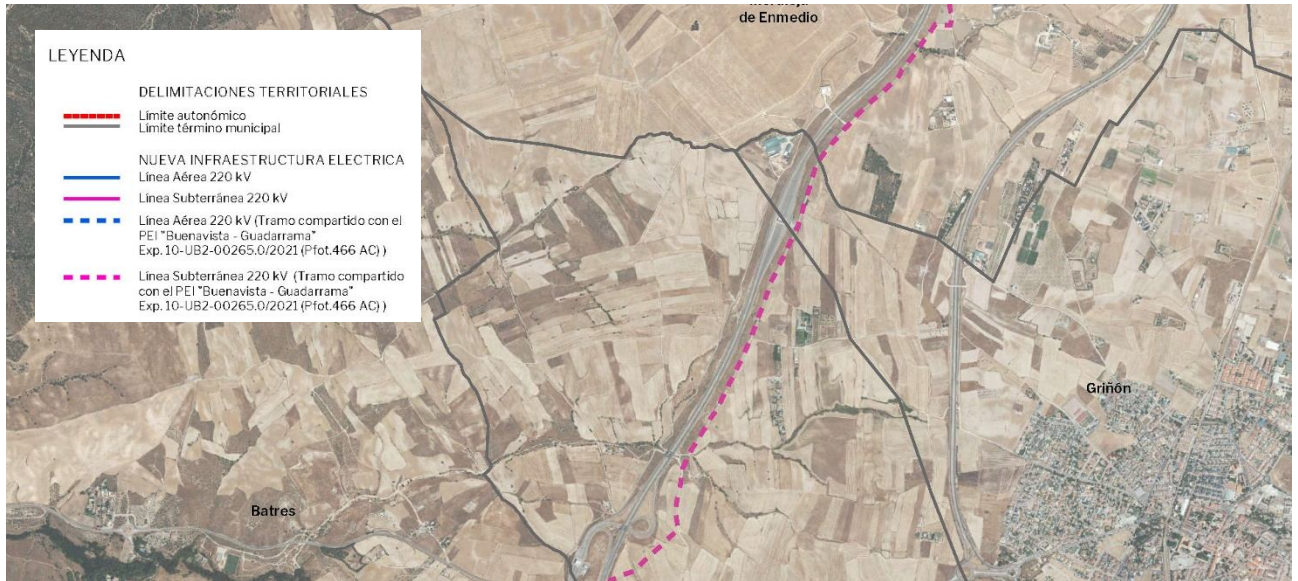 de Enmedio
LEYENDA
DELIMITACIONES TERRITORIALES
Límite autonómico
Límite término municipal
NUEVA INFRAESTRUCTURA ELECTRICA
Línea Aérea 220 kV
Línea Subterránea 220 kV
Línea Aérea 220 kV (Tramo compartido con el
PEI "Buenavista - Guadarrama"
Exp. 10-UB2-00265.0/2021 (Pfot.466 AC) )
Línea Subterránea 220 kV (Tramo compartido
con el PEI "Buenavista - Guadarrama"
Exp. 10-UB2-00265.0/2021 (Pfot.466 AC) )
Griñón
Batres